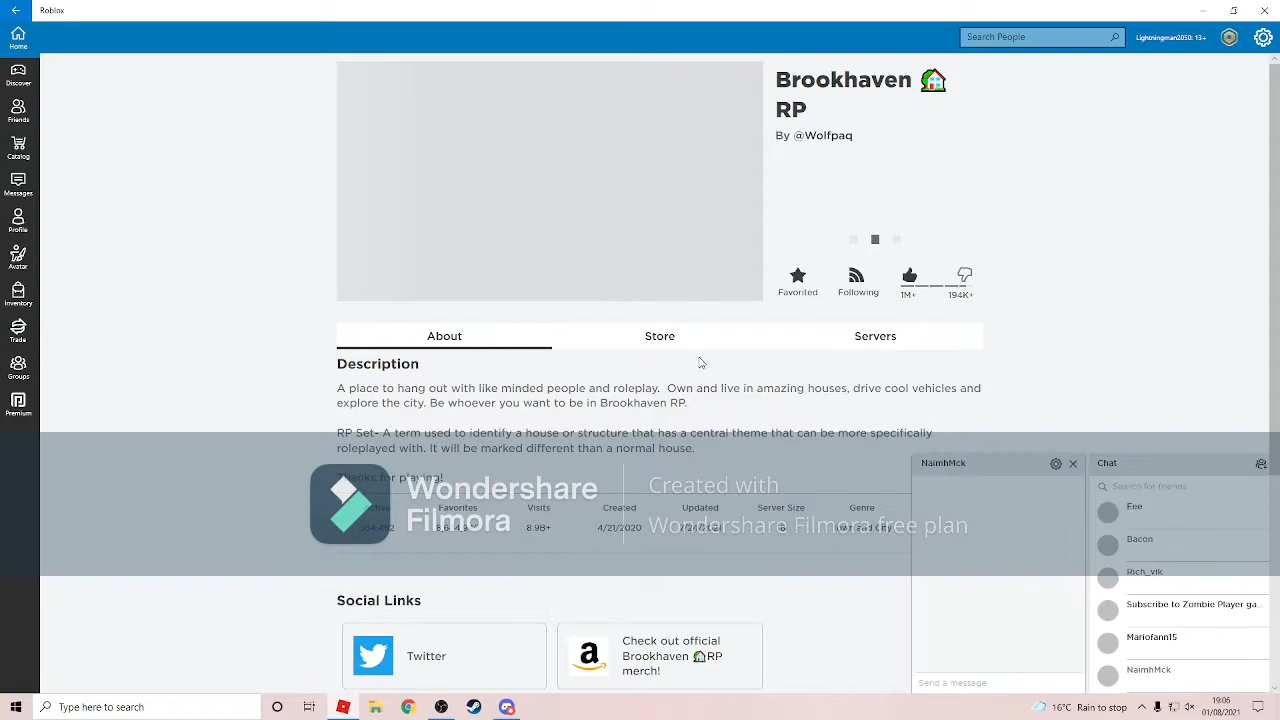 Roblox
Home
Search People
Lightningman2050: 13+
Discover
Friends
Catalog
Messages
Profile
Avatar
Inventory
Trade
Groups
Premium
Brookhaven
RP
By @Wolfpaq
Favorited
Following
1M+
194K+
About
Store
Servers
Description
A place to hang out with like minded people and roleplay. Own and live in amazing houses, drive cool vehicles and
explore the city. Be whoever you want to be in Brookhaven RP.
RP Set- A term used to identify a house or structure that has a central theme that can be more specifically
roleplayed with. It will be marked different than a normal house.
Thanks for playing!
Wondershare
Filmora
Created with
Wondershare Filmora free plan
Favorites
Visits
Created
Updated
Server Size
Genre
8.9B+
4/21/2020
Social Links
Twitter
Check out official
Brookhaven RP
merch!
NaimhMck
Send a message
Chat
Search for friends
Eee
Bacon
Rich_vik
Subscribe to Zombie Player ga...
Mariofann15
NaimhMck
Type here to search
16°C Rain to stop
19:06
01/08/2021